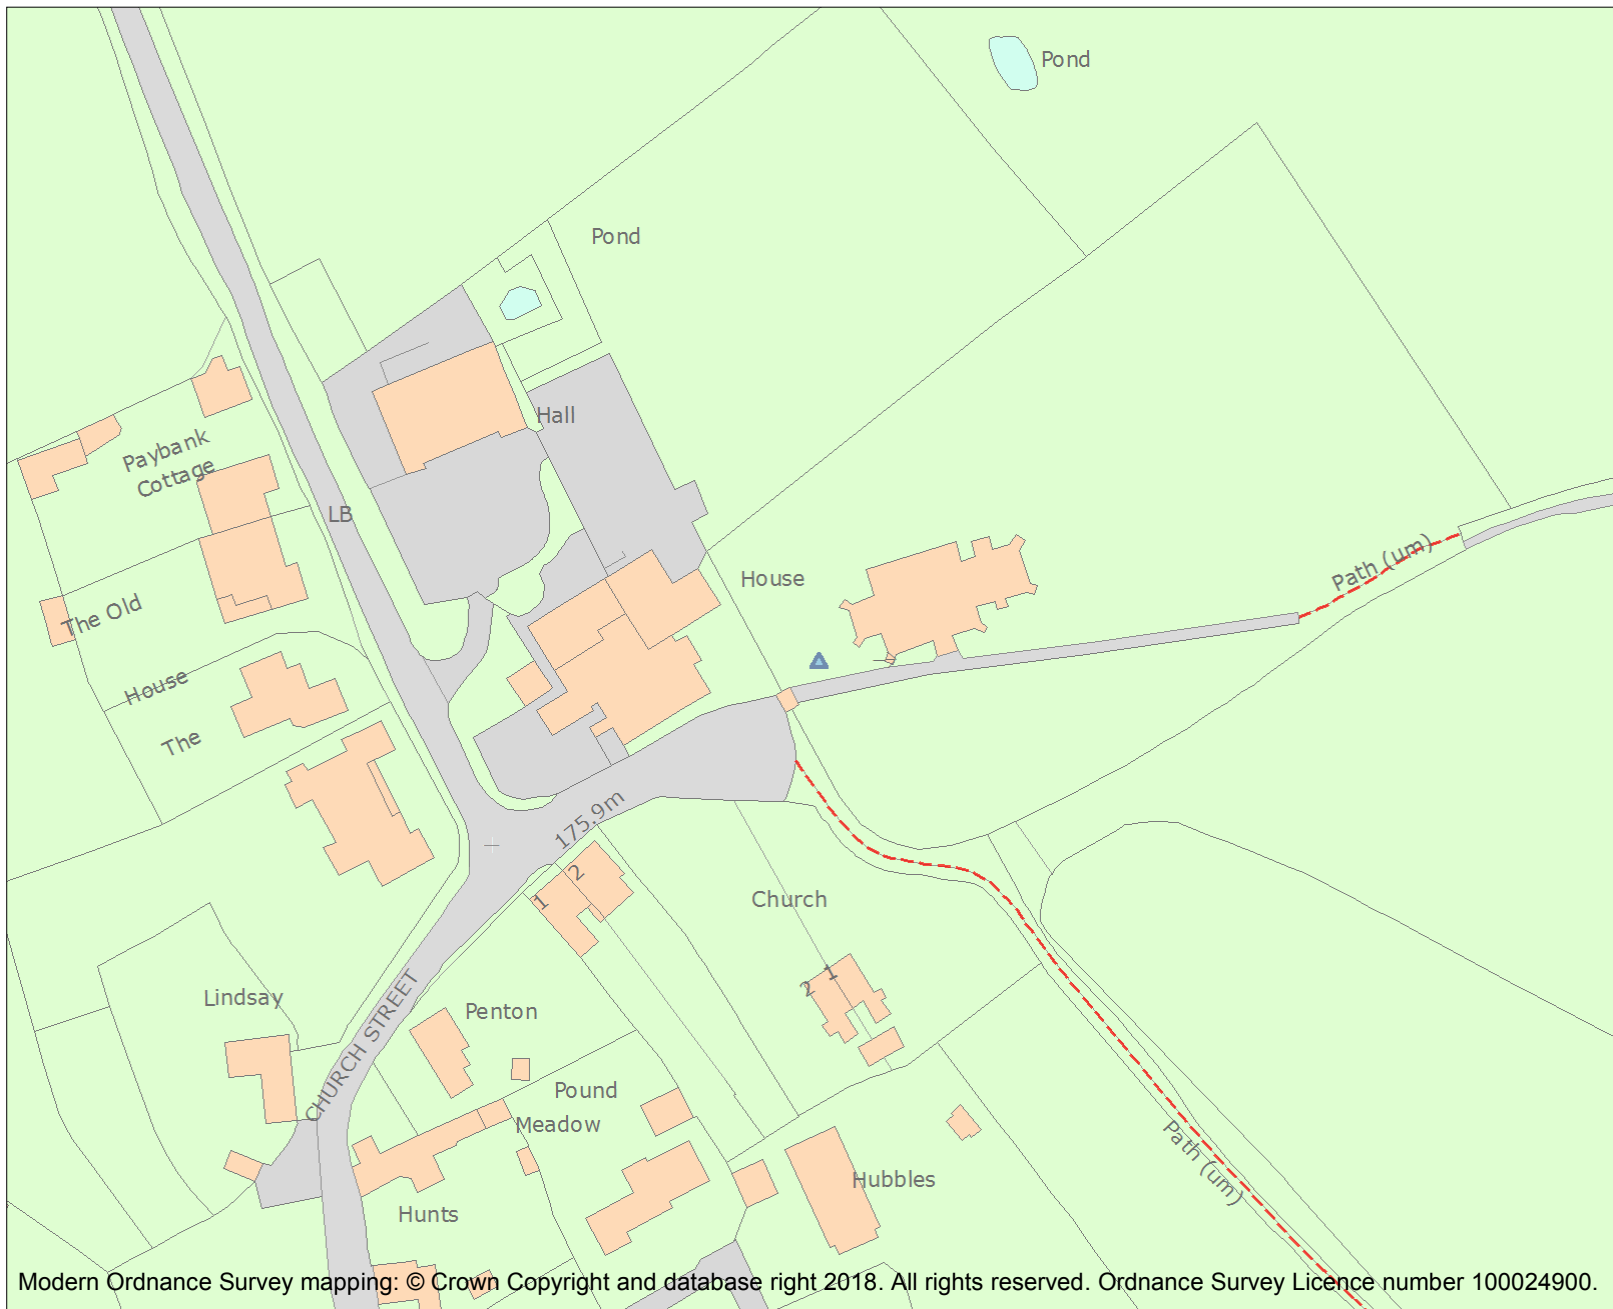 Pond
Pond
Hall
Paybank
Cottage
LB
Path (um)
House
The Old
House
The
175.9m
2
1
Church
1
2
Lindsay
Penton
CHURCH STREET
Pound
Meadow
Path (um)
Hubbles
Hunts
Modern Ordnance Survey mapping: © Crown Copyright and database right 2018. All rights reserved. Ordnance Survey Licence number 100024900.